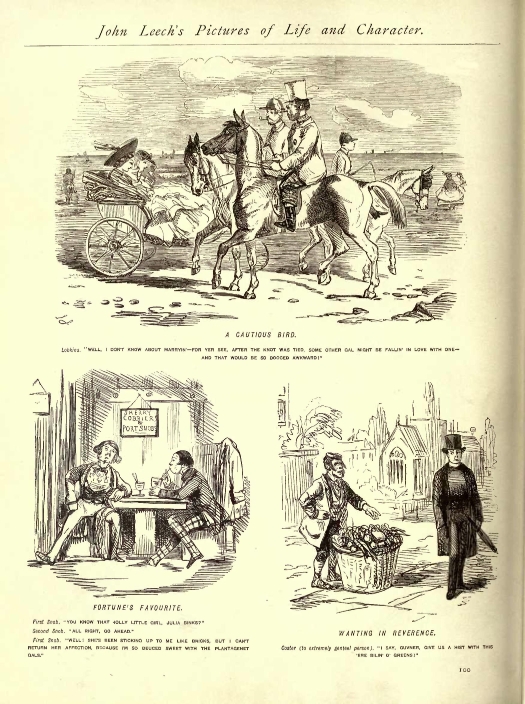 John Leech's Pictures of Life and Character.
A CAUTIOUS BIRD.
Lobkins. "WELL, I DON'T KNOW ABOUT MARRYIN'—FOR YER SEE, AFTER THE KNOT WAS TIED, SOME OTHER GAL MIGHT BE FALLIN' IN LOVE WITH ONE—
AND THAT WOULD BE SO DOOCED AWKWARD!"
SHERRY
COBBLER
&
PORT SNOBS
FORTUNE'S FAVOURITE.
First Snob. "YOU KNOW THAT JOLLY LITTLE GIRL, JULIA BINKS?"
Second Snob. "ALL RIGHT, GO AHEAD."
First Snob. "WELL! SHE'S BEEN STICKING UP TO ME LIKE BRICKS, BUT I CAN'T
RETURN HER AFFECTION, BECAUSE I'M SO DEUCED SWEET WITH THE PLANTAGENET
GALS."
WANTING IN REVERENCE.
Coster (to extremely genteel person). "I SAY, GUVNER, GIVE US A HIST WITH THIS
'ERE BILIN' O' GREENS!"
100